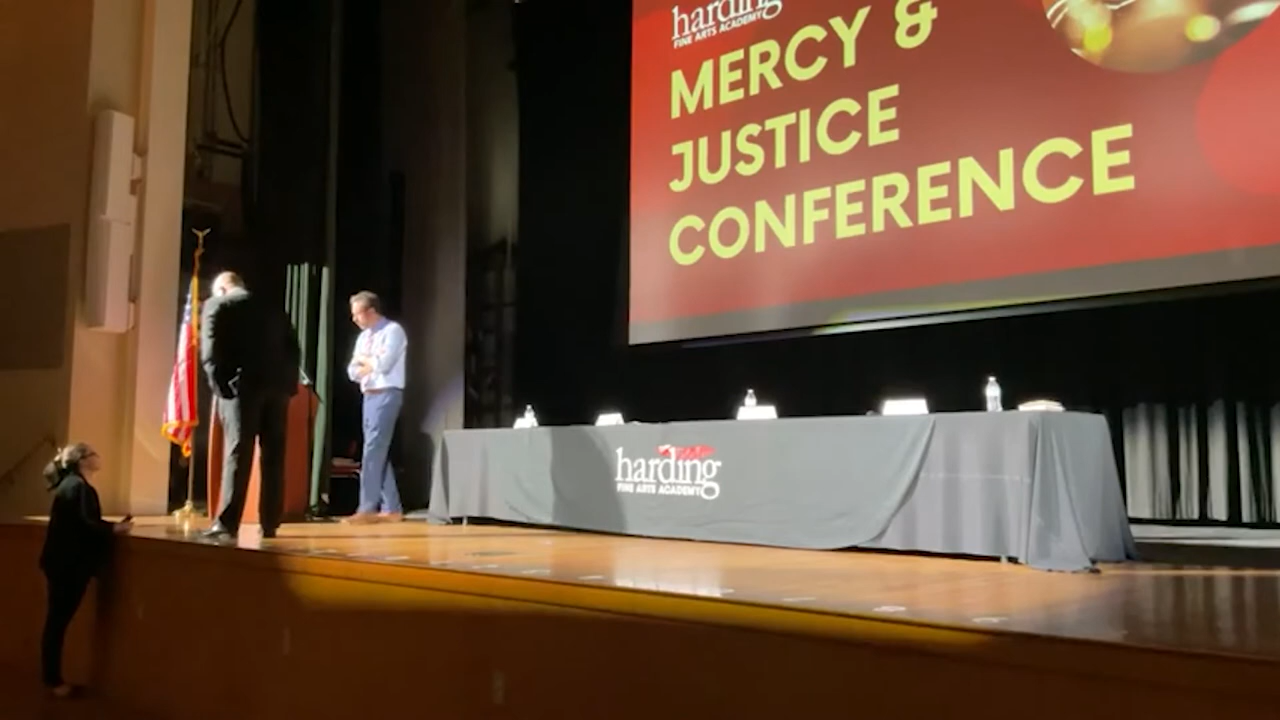 harding
FINE ARTS ACADEMY
MERCY &
JUSTICE
CONFERENCE
harding
FINE ARTS ACADEMY